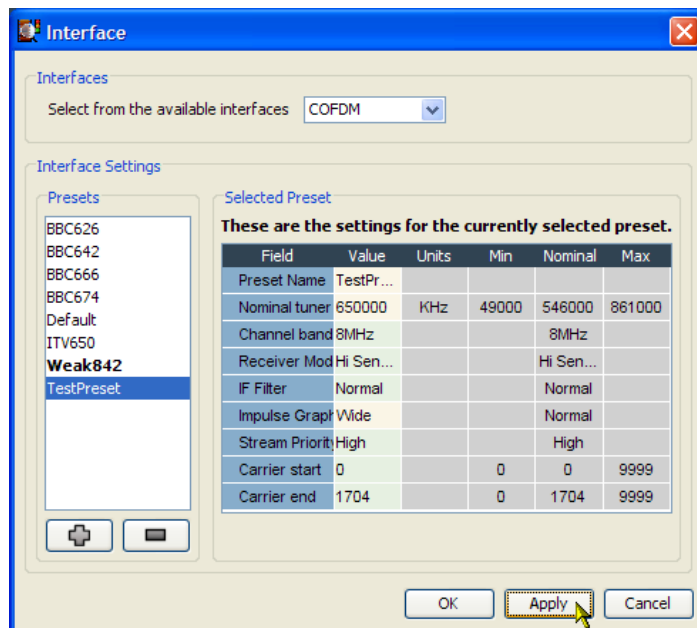 Interface
Interfaces
Select from the available interfaces COFDM
Interface Settings
Presets
BBC626
BBC642
BBC666
BBC674
Default
ITV650
Weak842
TestPreset
Selected Preset
These are the settings for the currently selected preset.
Field Value Units Min Nominal Max
Preset Name TestPr...
Nominal tuner 650000 KHz 49000 546000 861000
Channel band 8MHz 8MHz
Receiver Mod Hi Sen... Hi Sen...
IF Filter Normal Normal
Impulse Graph Wide Normal
Stream Priority High High
Carrier start 0 0 0 9999
Carrier end 1704 0 1704 9999
OK Apply Cancel